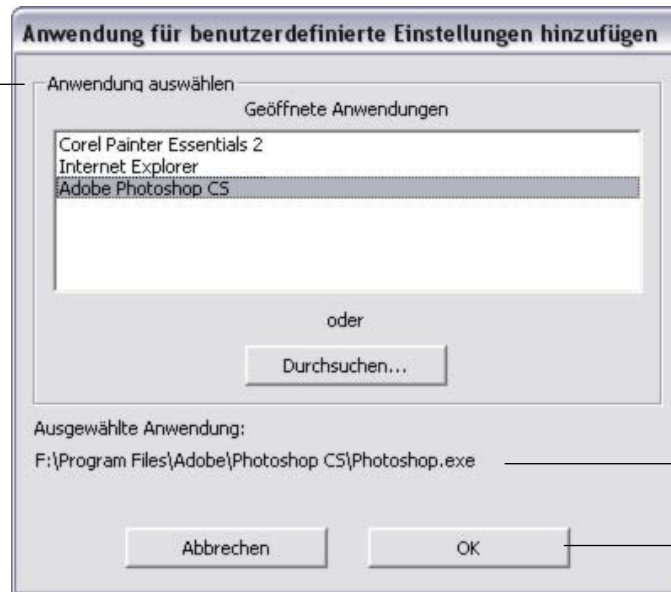 Anwendung für benutzerdefinierte Einstellungen hinzufügen
Anwendung auswählen
Geöffnete Anwendungen
Corel Painter Essentials 2
Internet Explorer
Adobe Photoshop CS
oder
Durchsuchen...
Ausgewählte Anwendung:
F:\Program Files\Adobe\Photoshop CS\Photoshop.exe
Abbrechen OK